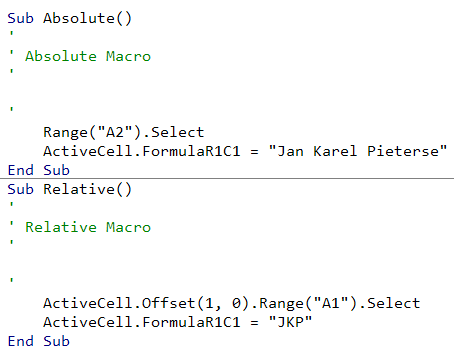 Sub Absolute()
'
' Absolute Macro
'

'
    Range("A2").Select
    ActiveCell.FormulaR1C1 = "Jan Karel Pieterse"
End Sub
Sub Relative()
'
' Relative Macro
'

'
    ActiveCell.Offset(1, 0).Range("A1").Select
    ActiveCell.FormulaR1C1 = "JKP"
End Sub